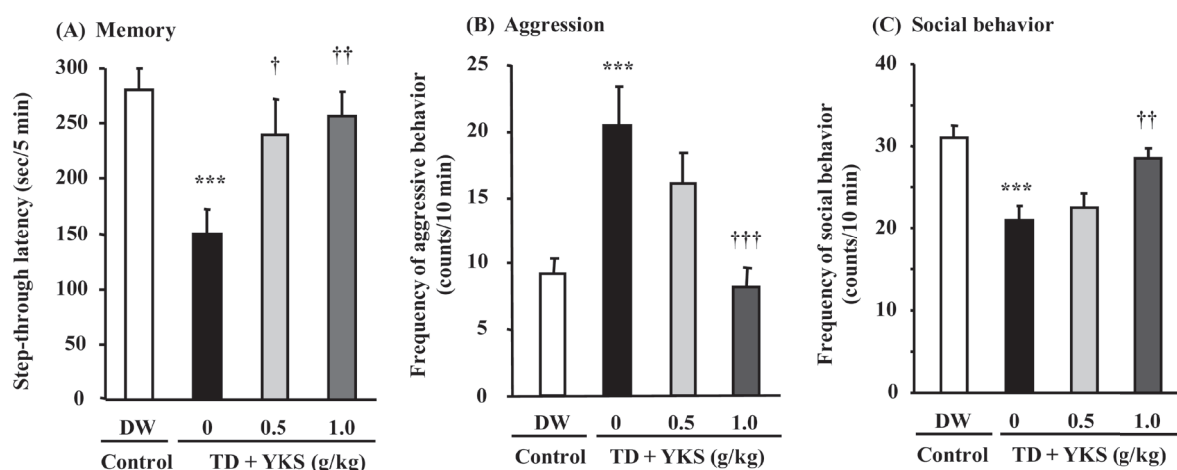 (A) Memory
Step-through latency (sec/5 min)
300
250
200
150
100
50
0
***
†
††
DW
0
0.5
1.0
Control
TD + YKS (g/kg)
(B) Aggression
Frequency of aggressive behavior
(counts/10 min)
25
20
15
10
5
0
***
†††
DW
0
0.5
1.0
Control
TD + YKS (g/kg)
(C) Social behavior
Frequency of social behavior
(counts/10 min)
40
30
20
10
0
***
††
DW
0
0.5
1.0
Control
TD + YKS (g/kg)